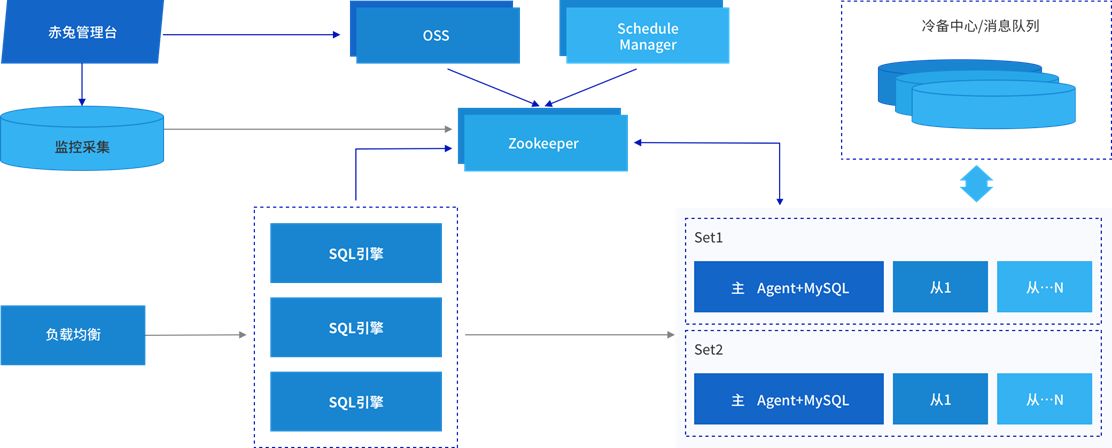 赤兔管理台
OSS
Schedule
Manager
冷备中心/消息队列
监控采集
Zookeeper
SQL引擎
SQL引擎
SQL引擎
负载均衡
Set1
主 Agent+MySQL
从1
从…N
Set2
主 Agent+MySQL
从1
从…N